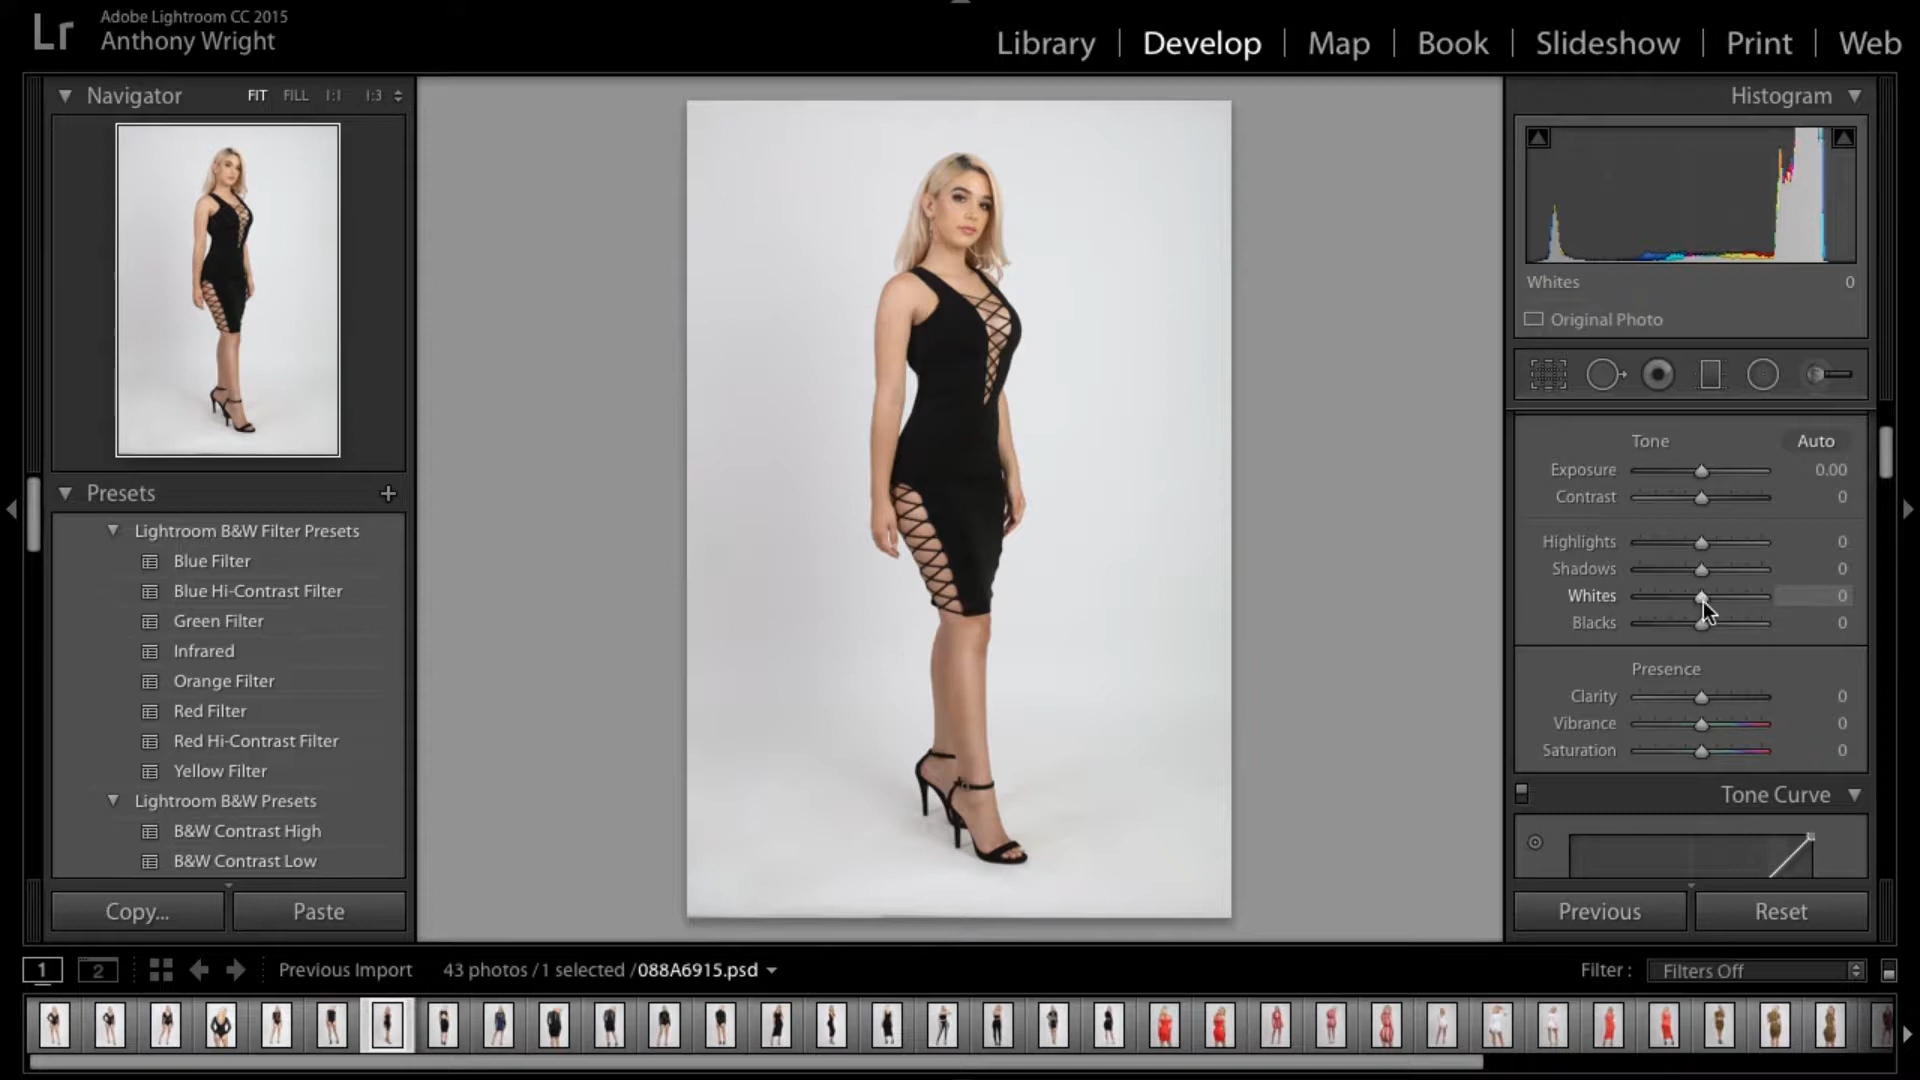 Lr
Adobe Lightroom CC 2015
Anthony Wright
Library | Develop | Map | Book | Slideshow | Print | Web
Navigator FIT FILL 1:1 1:3
Presets +
Lightroom B&W Filter Presets
Blue Filter
Blue Hi-Contrast Filter
Green Filter
Infrared
Orange Filter
Red Filter
Red Hi-Contrast Filter
Yellow Filter
Lightroom B&W Presets
B&W Contrast High
B&W Contrast Low
Copy... Paste
Histogram
Whites 0
Original Photo
Tone Auto
Exposure 0.00
Contrast 0
Highlights 0
Shadows 0
Whites 0
Blacks 0
Presence
Clarity 0
Vibrance 0
Saturation 0
Tone Curve
Previous Reset
1 2 Previous Import 43 photos / 1 selected / 088A6915.psd Filter : Filters Off